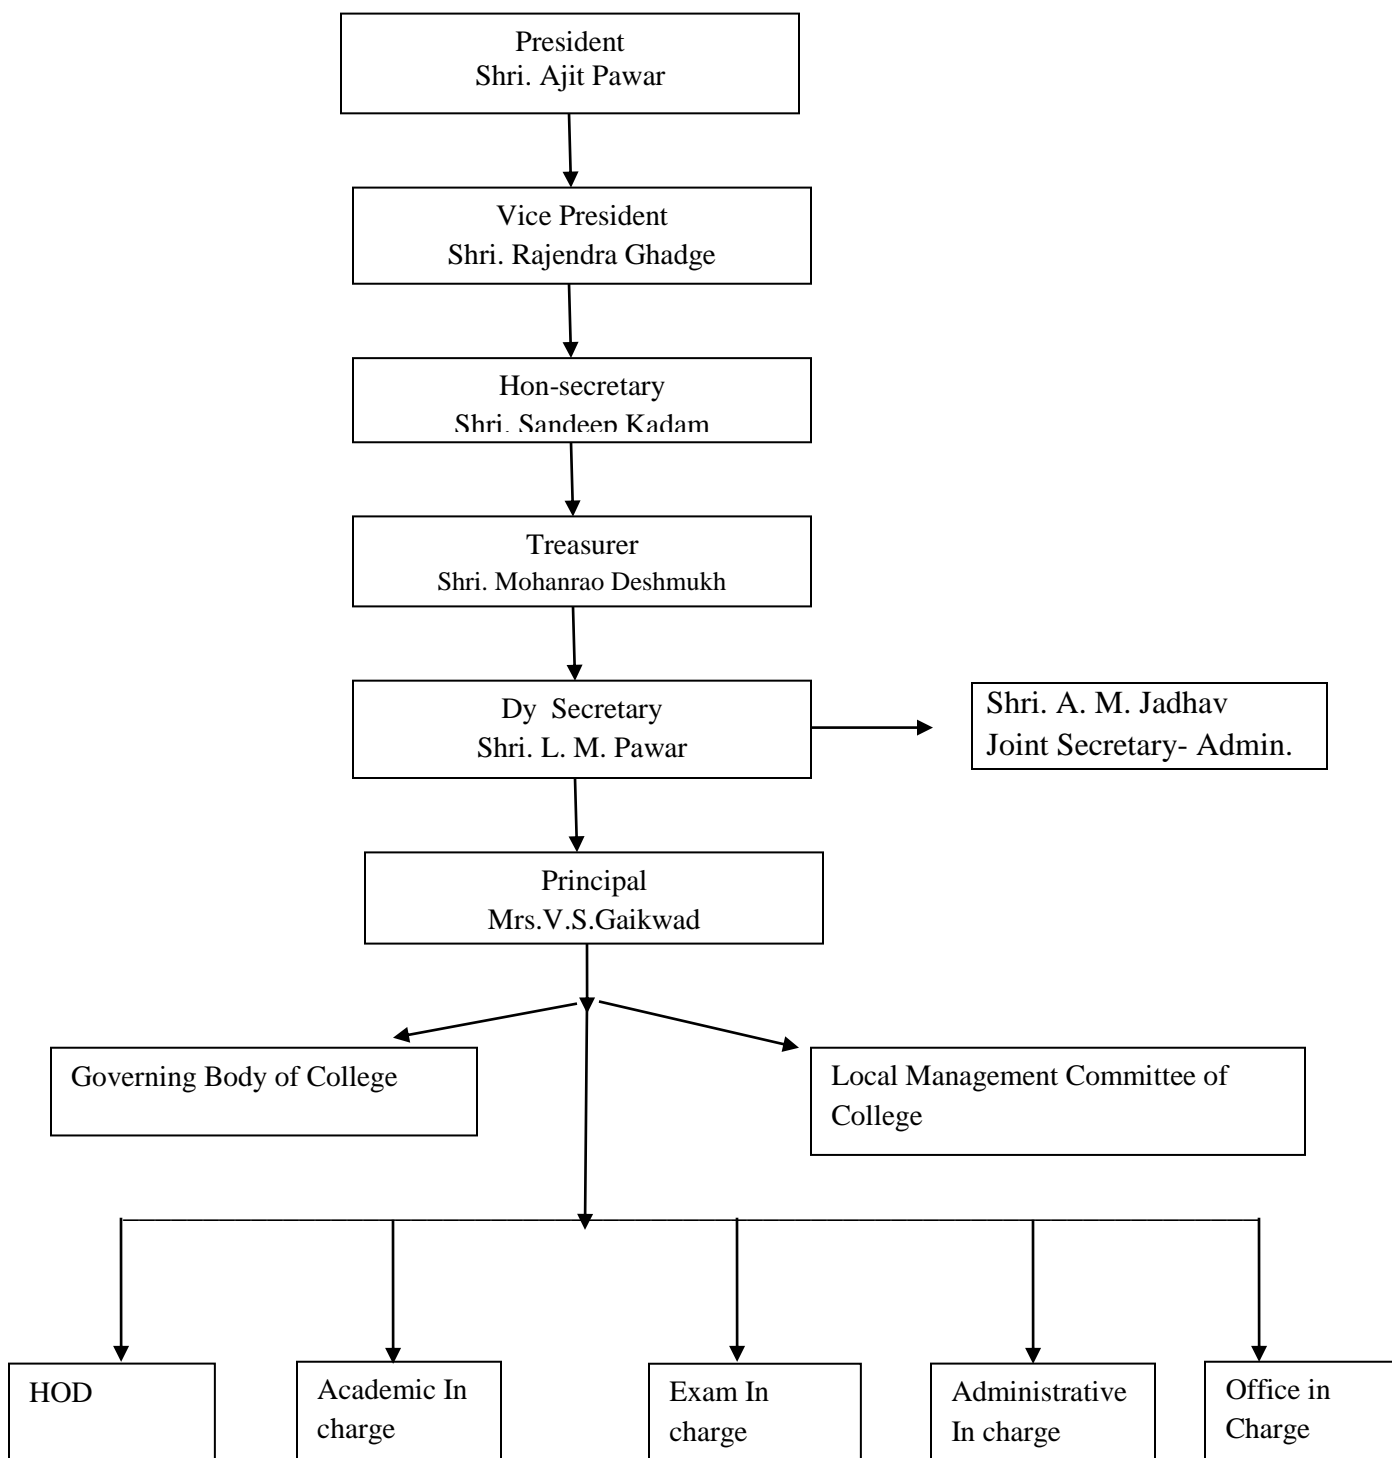 President
Shri. Ajit Pawar
Vice President
Shri. Rajendra Ghadge
Hon-secretary
Shri. Sandeep Kadam
Treasurer
Shri. Mohanrao Deshmukh
Dy  Secretary
Shri. L. M. Pawar
Shri. A. M. Jadhav
Joint Secretary- Admin.
Principal
Mrs.V.S.Gaikwad
Governing Body of College
Local Management Committee of
College
HOD
Academic In
charge
Exam In
charge
Administrative
In charge
Office in
Charge